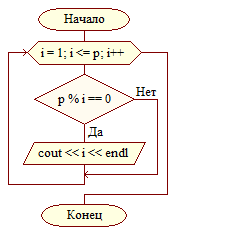 Начало
i = 1; i <= p; i++
p % i == 0
Нет
Да
cout << i << endl
Конец